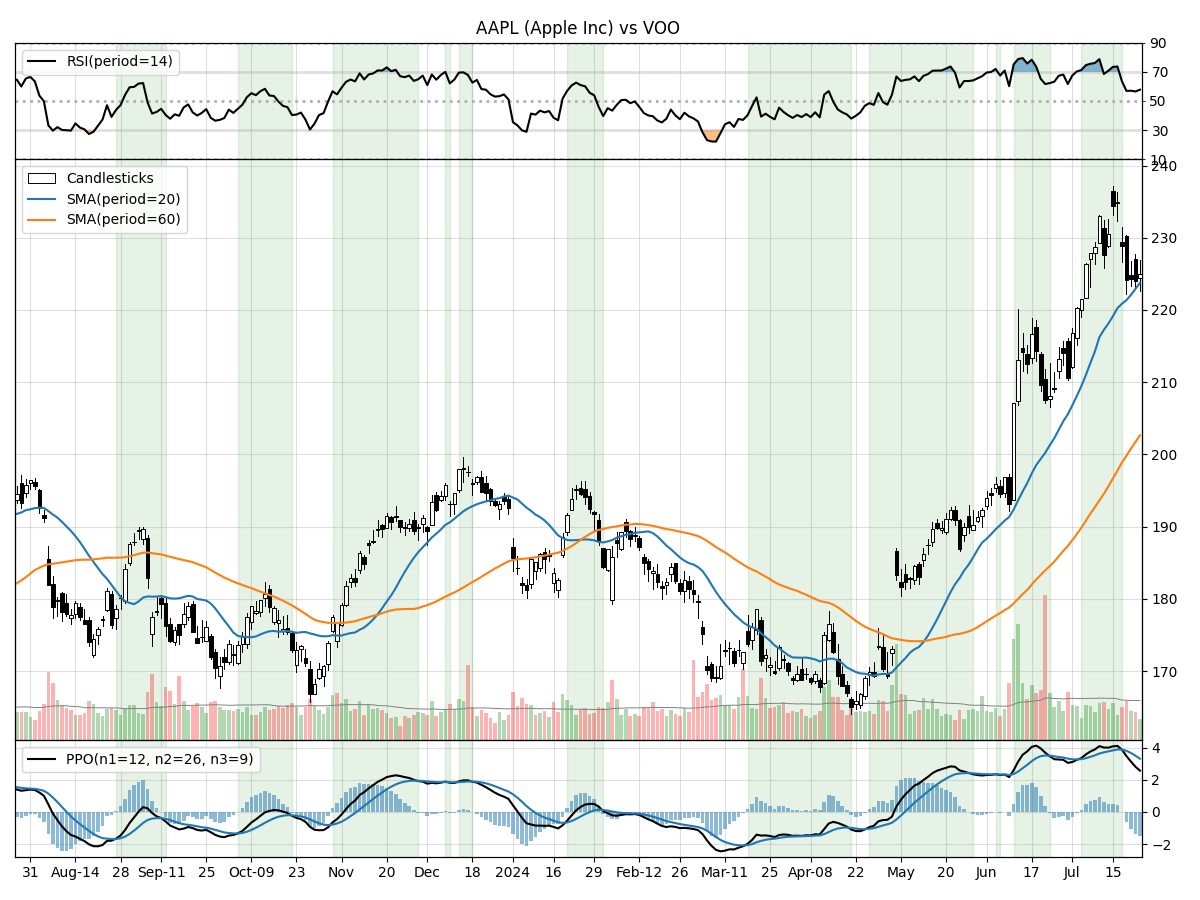 AAPL (Apple Inc) vs VOO
RSI(period=14)
90
70
50
30
10
Candlesticks
SMA(period=20)
SMA(period=60)
240
230
220
210
200
190
180
170
PPO(n1=12, n2=26, n3=9)
4
2
0
−2
31 Aug-14 28 Sep-11 25 Oct-09 23 Nov 20 Dec 18 2024 16 29 Feb-12 26 Mar-11 25 Apr-08 22 May 20 Jun 17 Jul 15